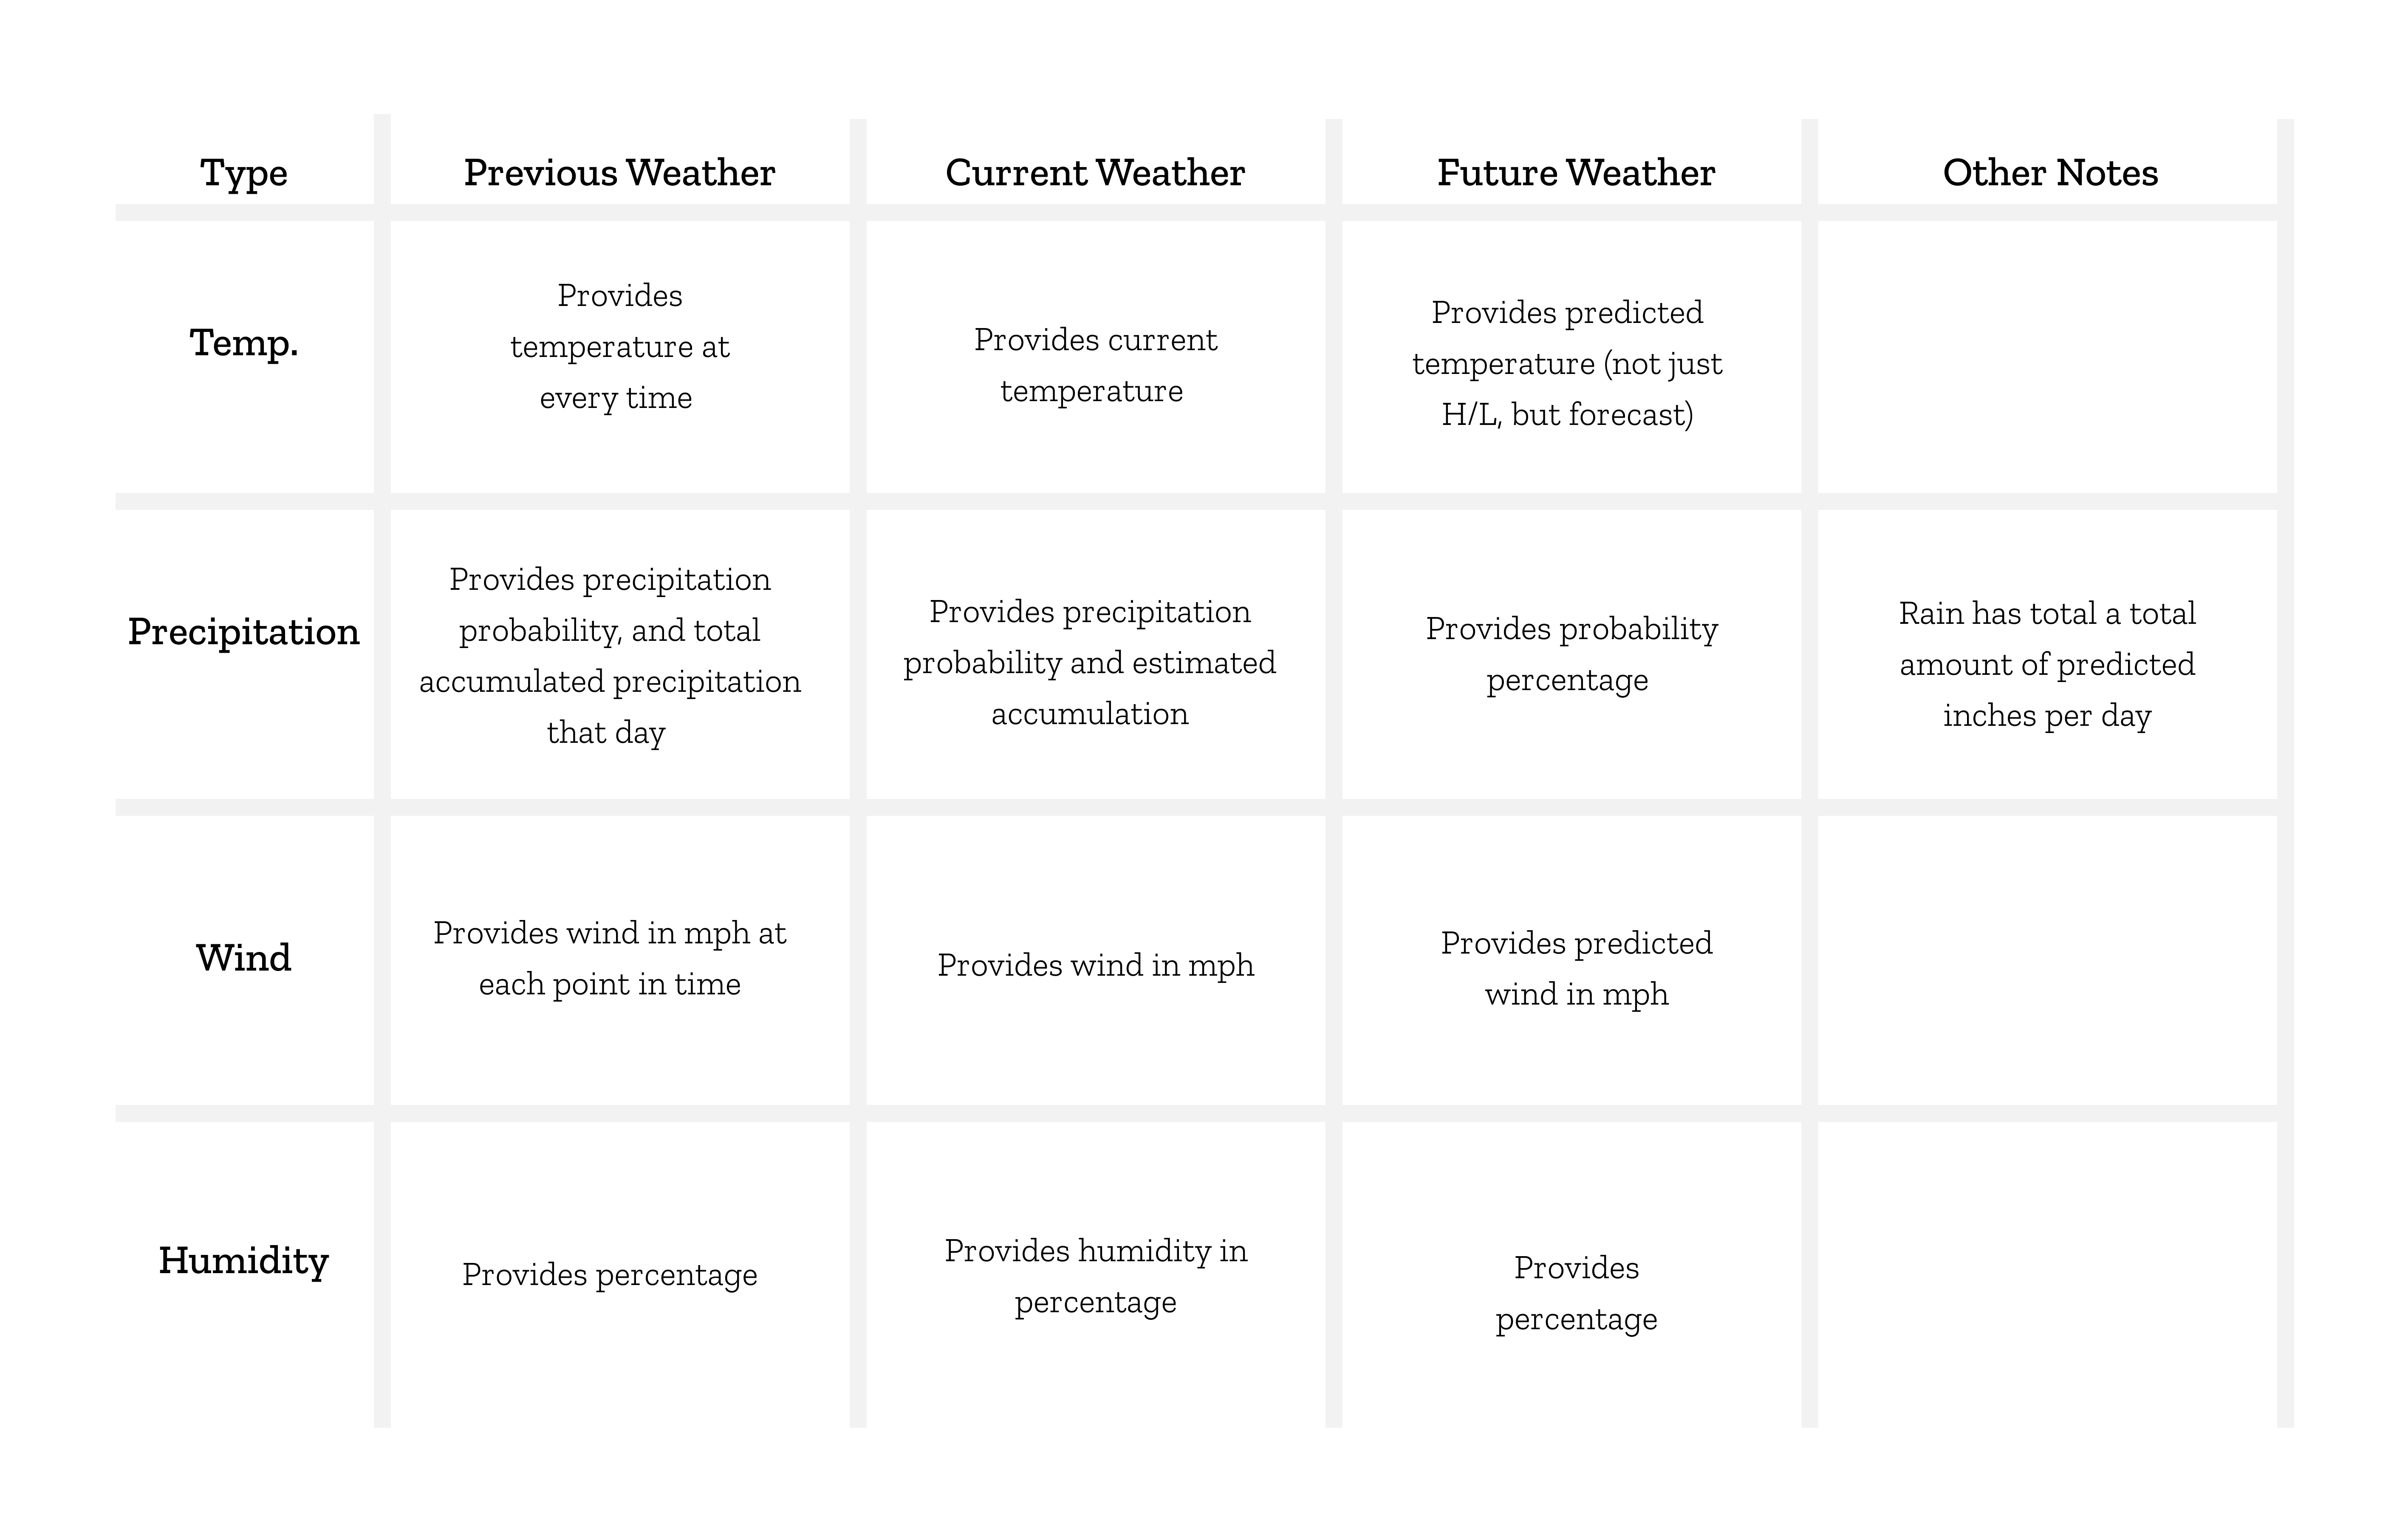 Type
Previous Weather
Current Weather
Future Weather
Other Notes
Temp.
Provides
temperature at
every time
Provides current
temperature
Provides predicted
temperature (not just
H/L, but forecast)
Precipitation
Provides precipitation
probability, and total
accumulated precipitation
that day
Provides precipitation
probability and estimated
accumulation
Provides probability
percentage
Rain has total a total
amount of predicted
inches per day
Wind
Provides wind in mph at
each point in time
Provides wind in mph
Provides predicted
wind in mph
Humidity
Provides percentage
Provides humidity in
percentage
Provides
percentage